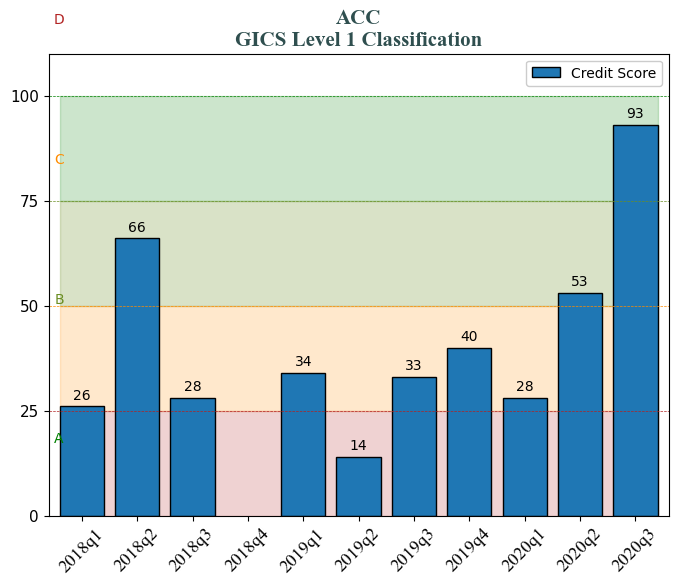 D
ACC
GICS Level 1 Classification
Credit Score
100
93
C
75
66
B
53
50
40
34
33
28
28
26
25
A
14
0
2018q1
2018q2
2018q3
2018q4
2019q1
2019q2
2019q3
2019q4
2020q1
2020q2
2020q3